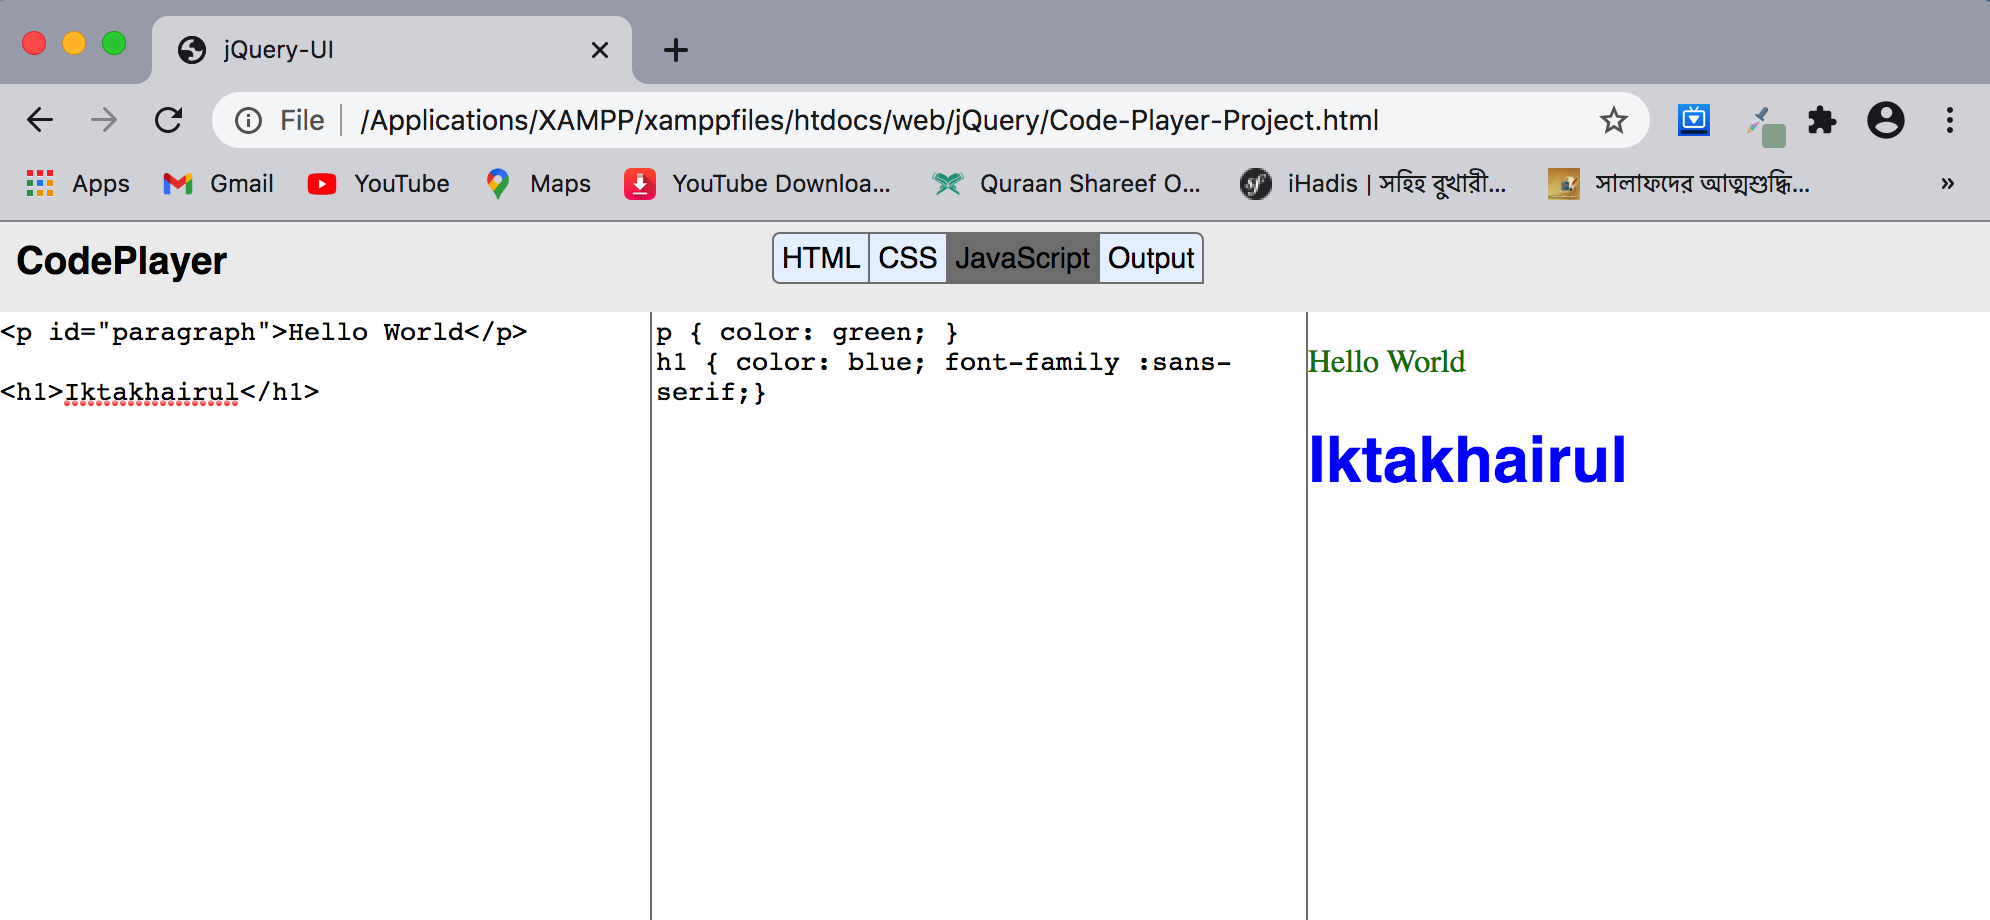 jQuery-UI
File /Applications/XAMPP/xamppfiles/htdocs/web/jQuery/Code-Player-Project.html
Apps Gmail YouTube Maps YouTube Downloa... Quraan Shareef O... iHadis | সহিহ বুখারী... সালাফদের আত্মশুদ্ধি... »
CodePlayer HTML CSS JavaScript Output
<p id="paragraph">Hello World</p>
<h1>Iktakhairul</h1>
p { color: green; }
h1 { color: blue; font-family :sans-
serif;}
Hello World
Iktakhairul